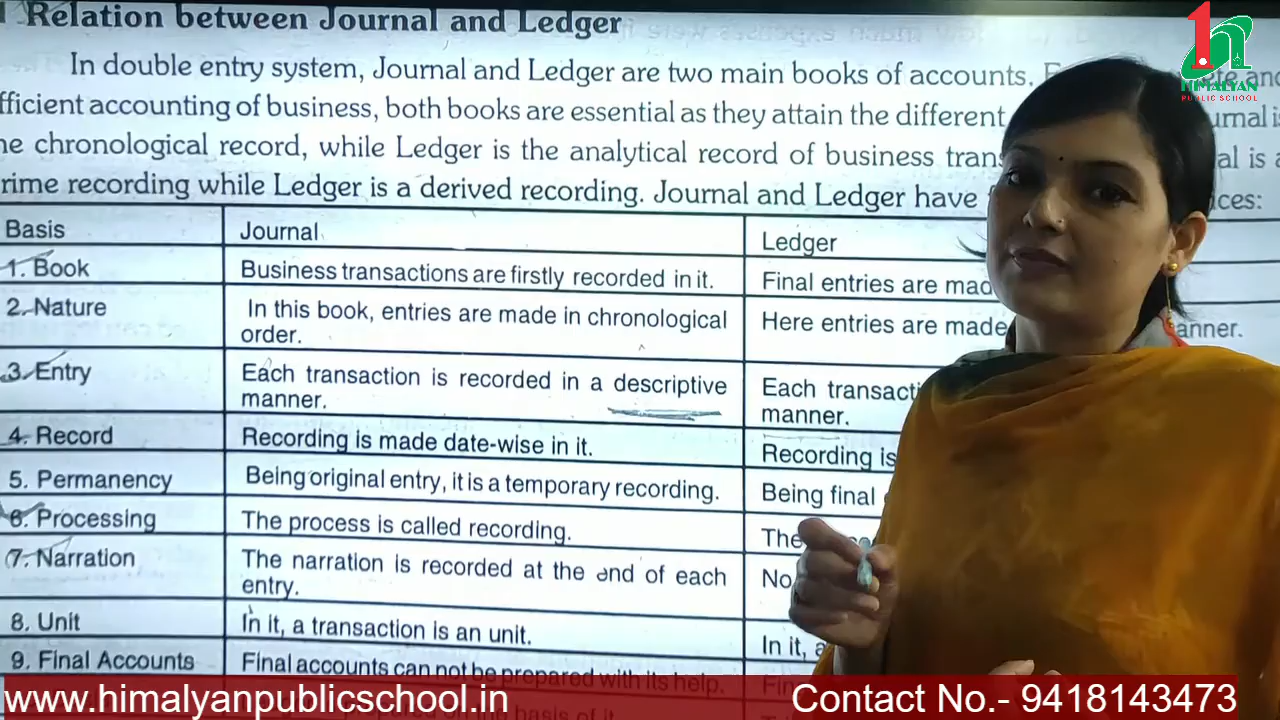 Relation between Journal and Ledger
In double entry system, Journal and Ledger are two main books of accounts.
fficient accounting of business, both books are essential as they attain the different
he chronological record, while Ledger is the analytical record of business
rime recording while Ledger is a derived recording. Journal and Ledger have
Basis Journal Ledger
1. Book Business transactions are firstly recorded in it. Final entries are
2. Nature In this book, entries are made in chronological order. Here entries are made
3. Entry Each transaction is recorded in a descriptive manner. Each manner.
4. Record Recording is made date-wise in it. Recording is
5. Permanency Being original entry, it is a temporary recording. Being final
6. Processing The process is called recording. The
7. Narration The narration is recorded at the end of each entry. No
8. Unit In it, a transaction is an unit. In it,
9. Final Accounts Final accounts can not be prepared with its help.
HIMALYAN
PUBLIC SCHOOL
www.himalyanpublicschool.in Contact No.- 9418143473